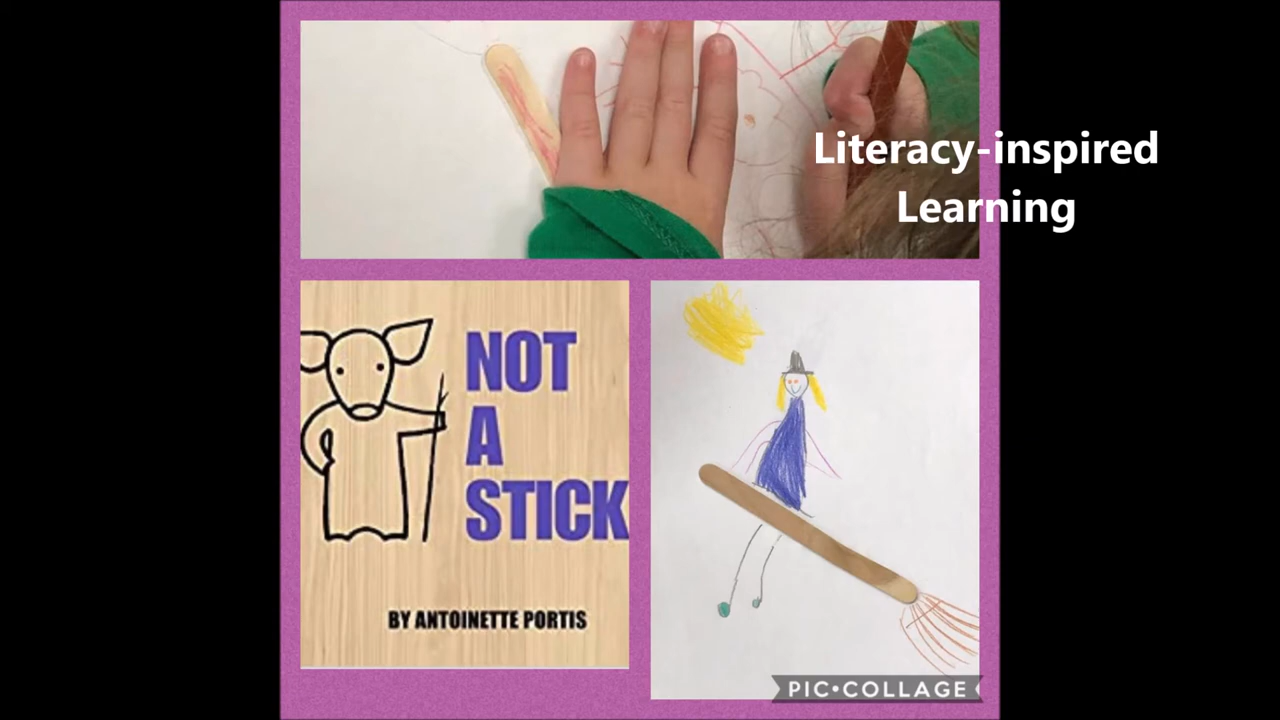 Literacy-inspired
Learning
NOT
A
STICK
BY ANTOINETTE PORTIS
PIC•COLLAGE